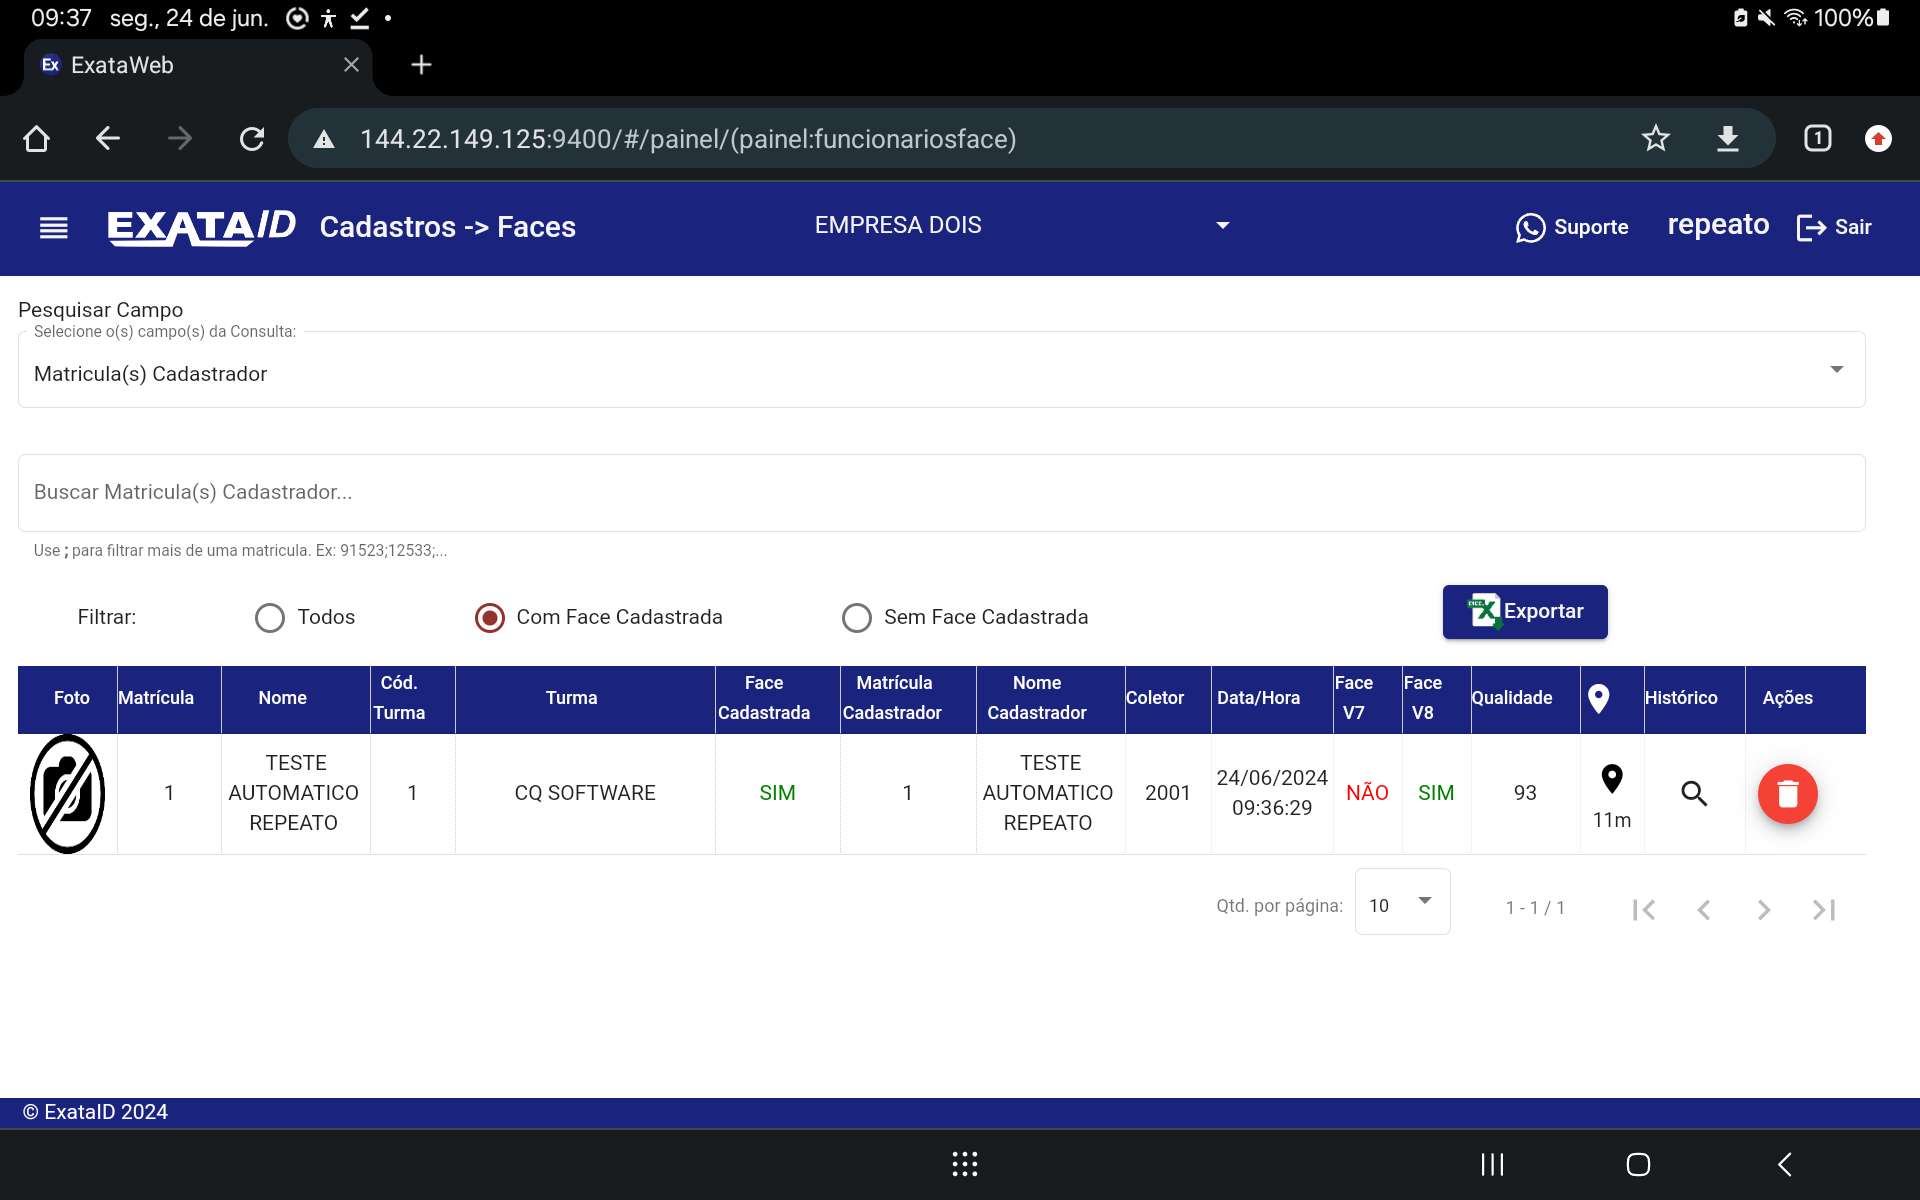 09:37 seg., 24 de jun. 100%
Ex ExataWeb
144.22.149.125:9400/#/painel/(painel:funcionariosface) 1
EXATAID Cadastros -> Faces EMPRESA DOIS Suporte repeato Sair
Pesquisar Campo
Selecione o(s) campo(s) da Consulta:
Matricula(s) Cadastrador
Buscar Matricula(s) Cadastrador...
Use ; para filtrar mais de uma matricula. Ex: 91523;12533;...
Filtrar: Todos Com Face Cadastrada Sem Face Cadastrada Exportar
Foto Matrícula Nome Cód. Turma Turma Face Cadastrada Matrícula Cadastrador Nome Cadastrador Coletor Data/Hora Face V7 Face V8 Qualidade Histórico Ações
1 TESTE AUTOMATICO REPEATO 1 CQ SOFTWARE SIM 1 TESTE AUTOMATICO REPEATO 2001 24/06/2024 09:36:29 NÃO SIM 93 11m
Qtd. por página: 10 1 - 1 / 1
© ExataID 2024